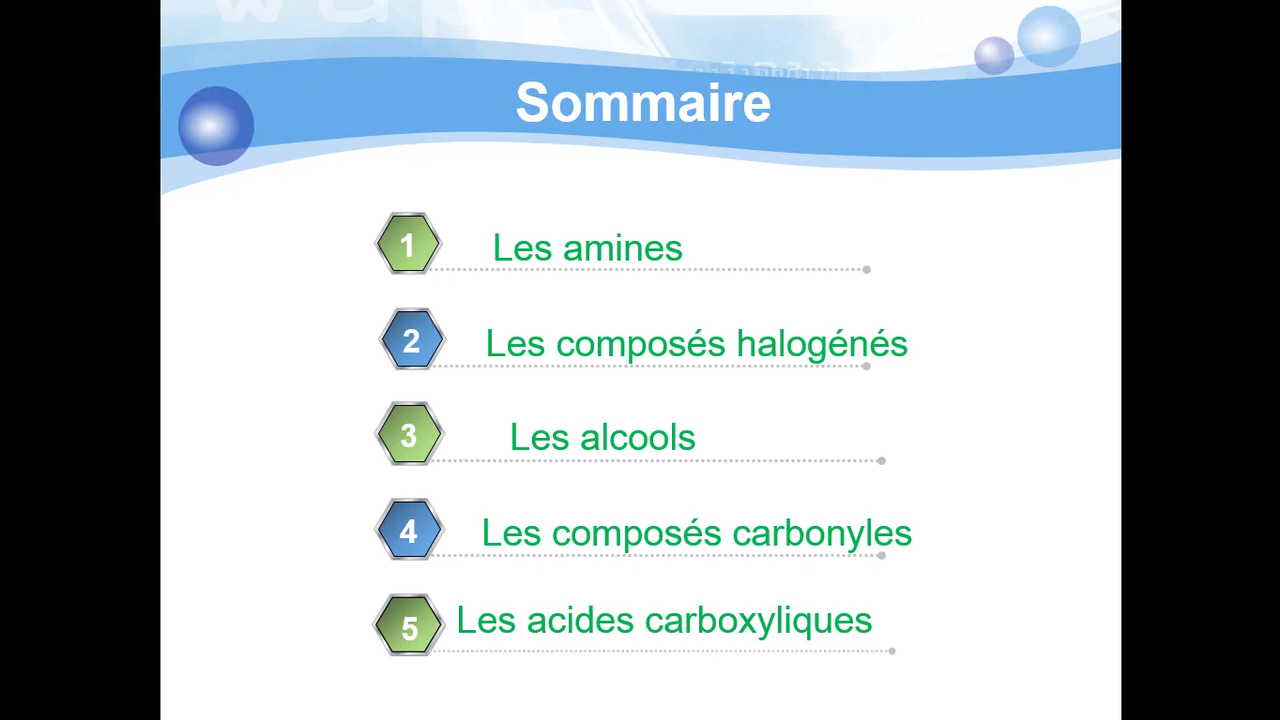 Sommaire
1 Les amines
2 Les composés halogénés
3 Les alcools
4 Les composés carbonyles
5 Les acides carboxyliques